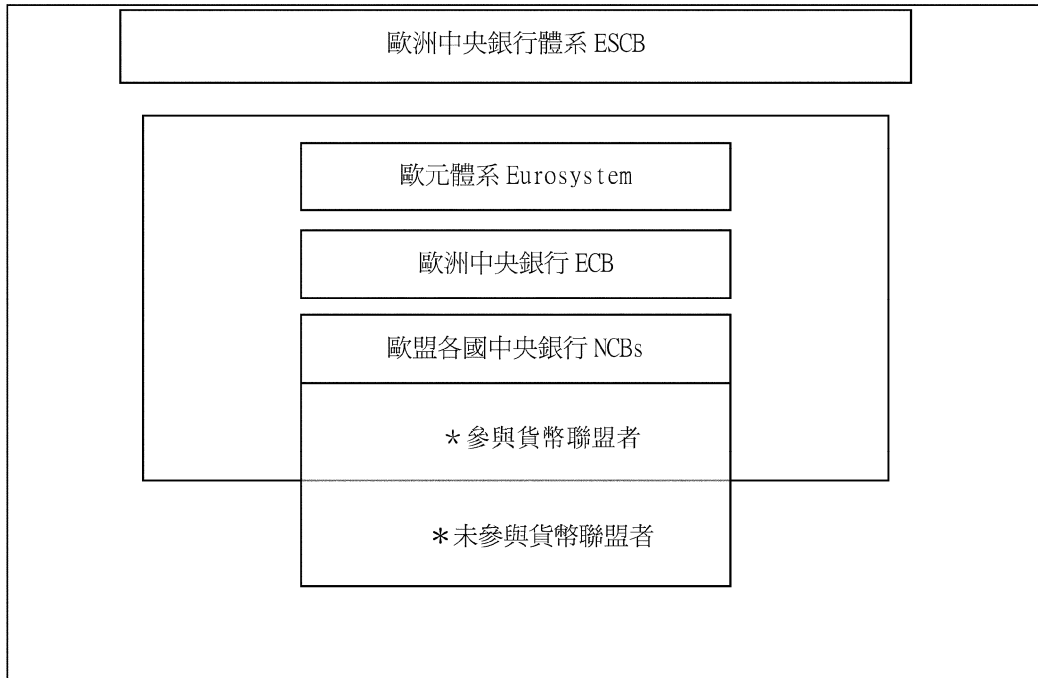 歐洲中央銀行體系 ESCB
歐元體系 Eurosystem
歐洲中央銀行 ECB
歐盟各國中央銀行 NCBs
＊參與貨幣聯盟者
＊未參與貨幣聯盟者